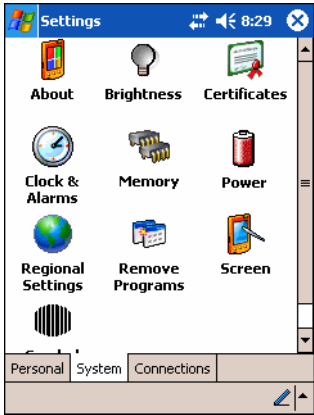 Settings 8:29
About Brightness Certificates
Clock & Memory Power
Alarms
Regional Remove Screen
Settings Programs
Personal System Connections